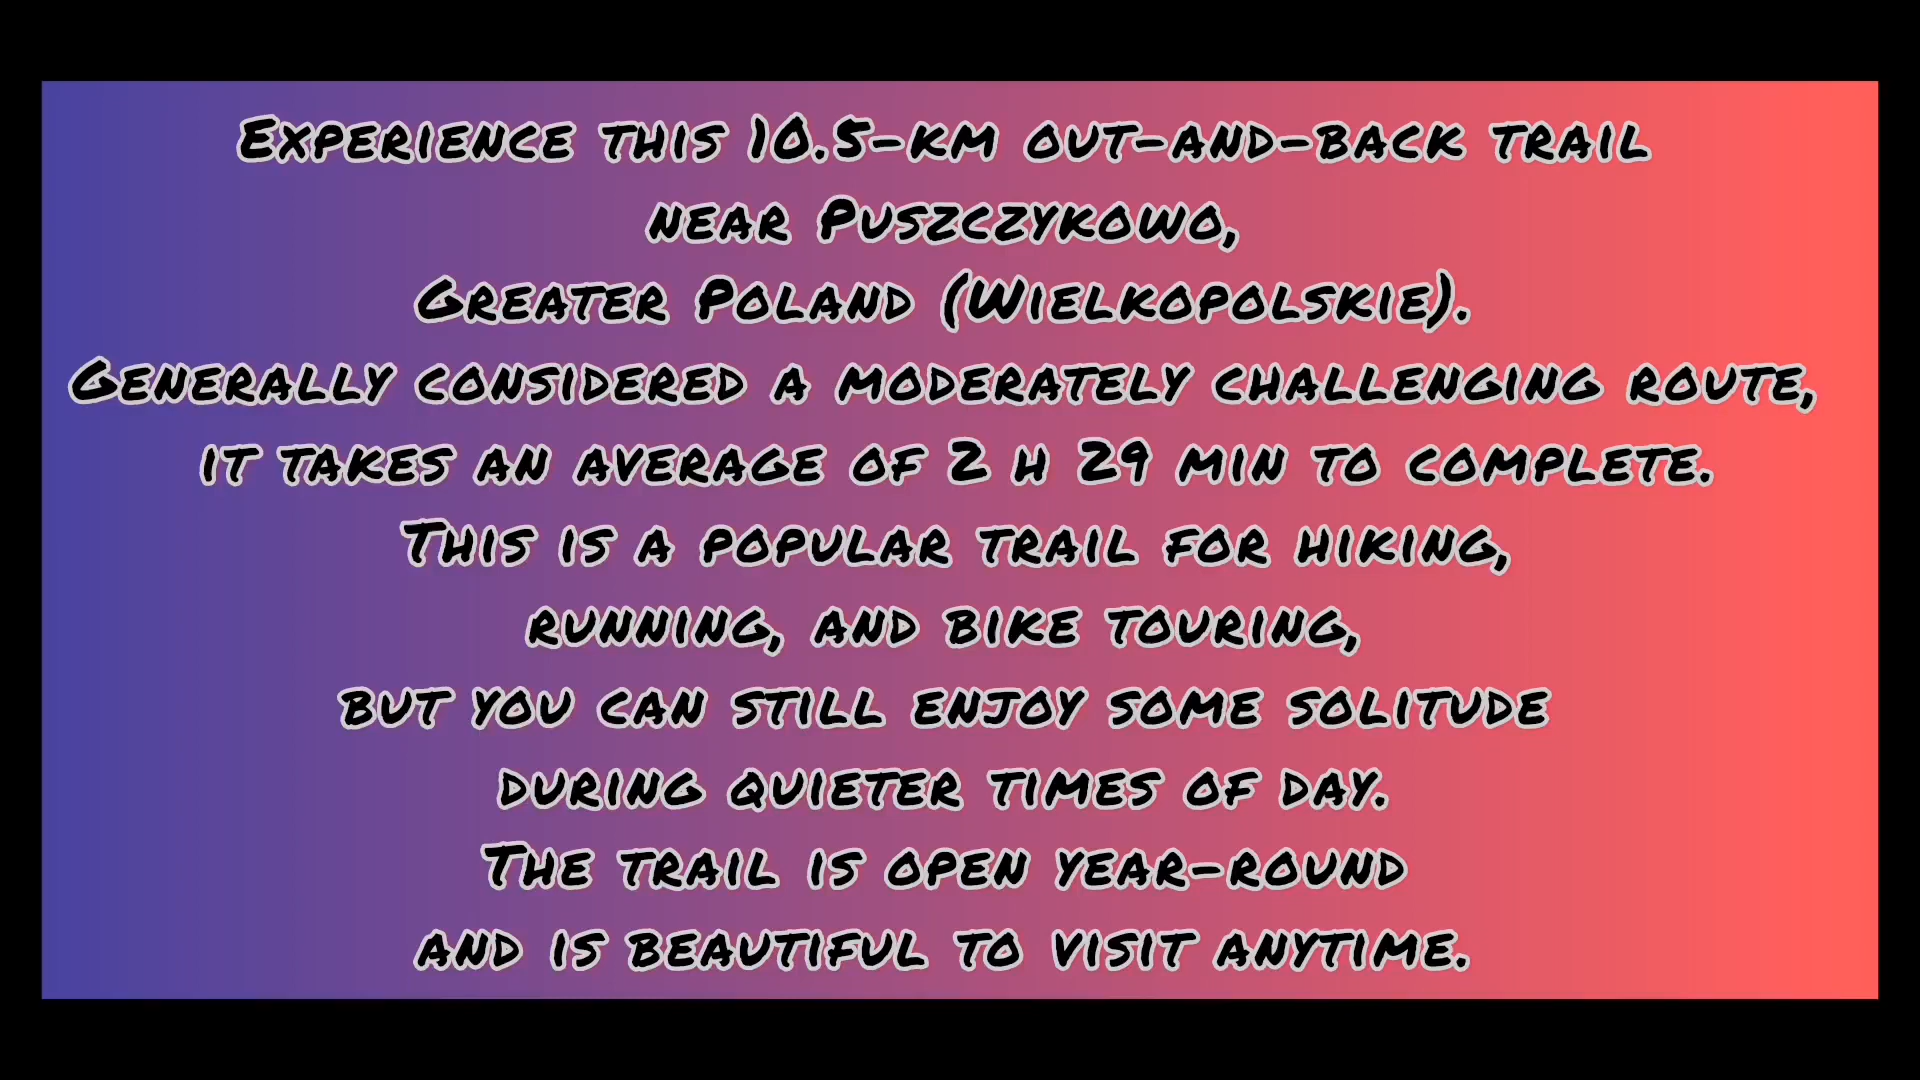 Experience this 10.5-km out-and-back trail
near Puszczykowo,
Greater Poland (Wielkopolskie).
Generally considered a moderately challenging route,
it takes an average of 2 h 29 min to complete.
This is a popular trail for hiking,
running, and bike touring,
but you can still enjoy some solitude
during quieter times of day.
The trail is open year-round
and is beautiful to visit anytime.